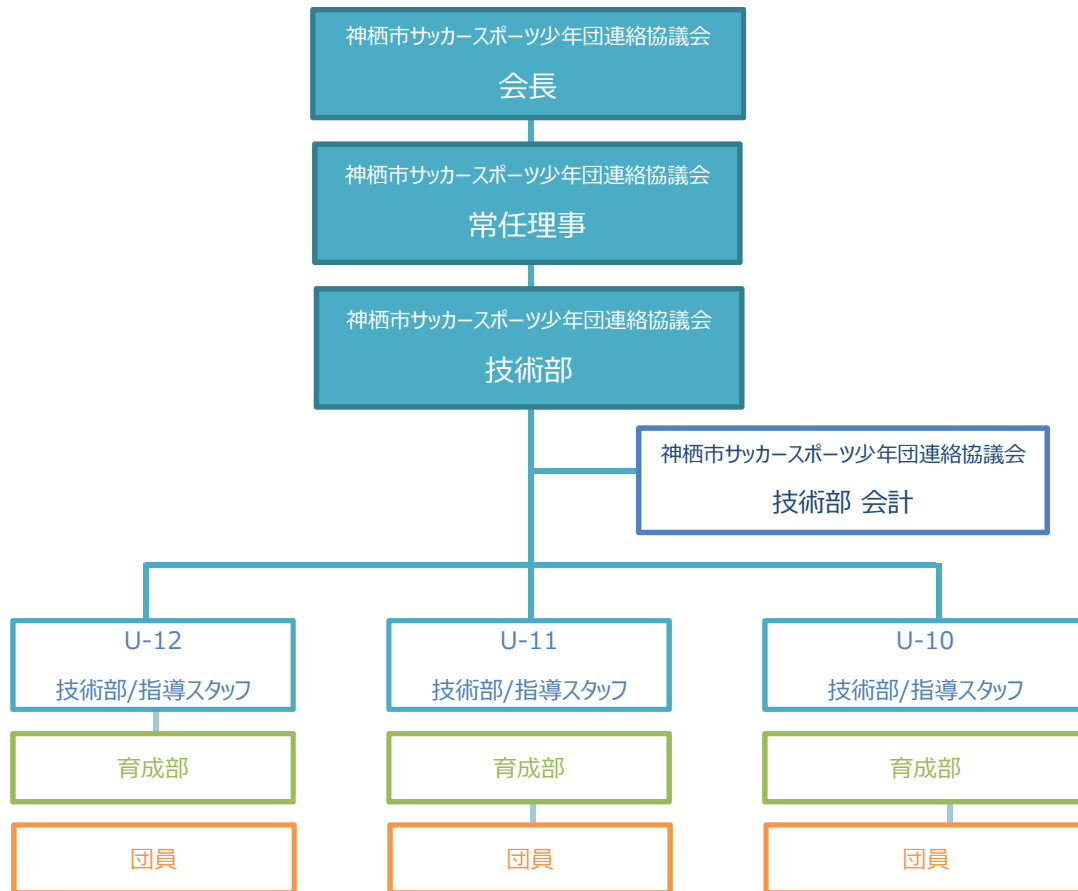 神栖市サッカースポーツ少年団連絡協議会
会長
神栖市サッカースポーツ少年団連絡協議会
常任理事
神栖市サッカースポーツ少年団連絡協議会
技術部
神栖市サッカースポーツ少年団連絡協議会
技術部 会計
U-12
技術部/指導スタッフ
U-11
技術部/指導スタッフ
U-10
技術部/指導スタッフ
育成部
育成部
育成部
団員
団員
団員